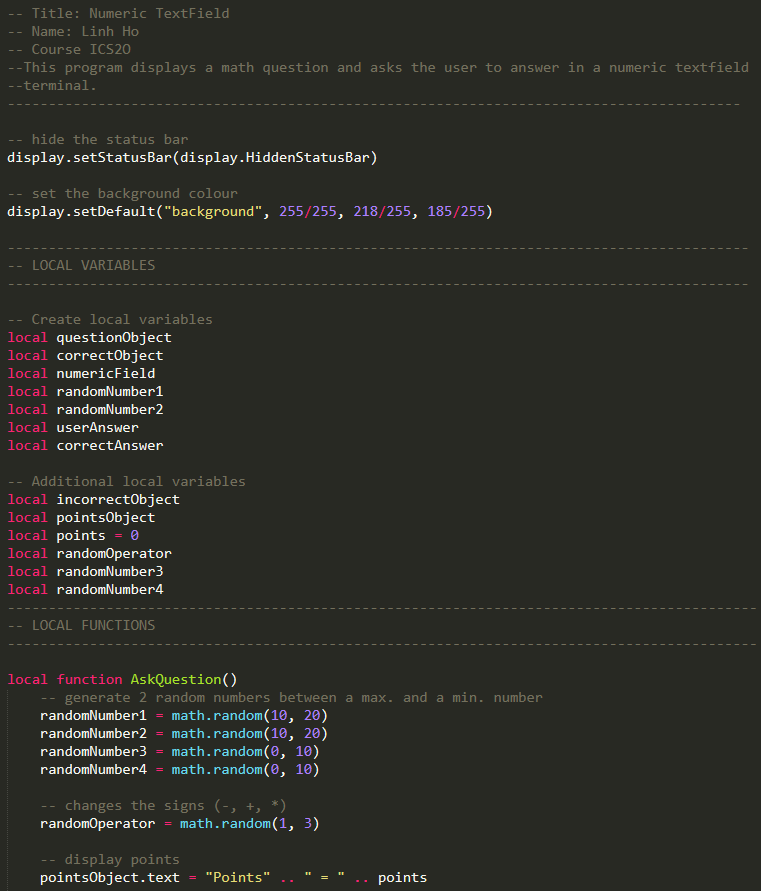 -- Title: Numeric TextField
-- Name: Linh Ho
-- Course ICS2O
--This program displays a math question and asks the user to answer in a numeric textfield
--terminal.
-----------------------------------------------------------------------------------------
-- hide the status bar
display.setStatusBar(display.HiddenStatusBar)
-- set the background colour
display.setDefault("background", 255/255, 218/255, 185/255)
------------------------------------------------------------------------------------------
-- LOCAL VARIABLES
------------------------------------------------------------------------------------------
-- Create local variables
local questionObject
local correctObject
local numericField
local randomNumber1
local randomNumber2
local userAnswer
local correctAnswer
-- Additional local variables
local incorrectObject
local pointsObject
local points = 0
local randomOperator
local randomNumber3
local randomNumber4
-------------------------------------------------------------------------------------------
-- LOCAL FUNCTIONS
-------------------------------------------------------------------------------------------
local function AskQuestion()
-- generate 2 random numbers between a max. and a min. number
randomNumber1 = math.random(10, 20)
randomNumber2 = math.random(10, 20)
randomNumber3 = math.random(0, 10)
randomNumber4 = math.random(0, 10)
-- changes the signs (-, +, *)
randomOperator = math.random(1, 3)
-- display points
pointsObject.text = "Points" .. " = " .. points